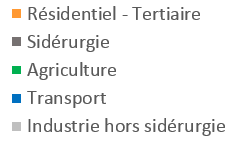 Résidentiel - Tertiaire
Sidérurgie
Agriculture
Transport
Industrie hors sidérurgie